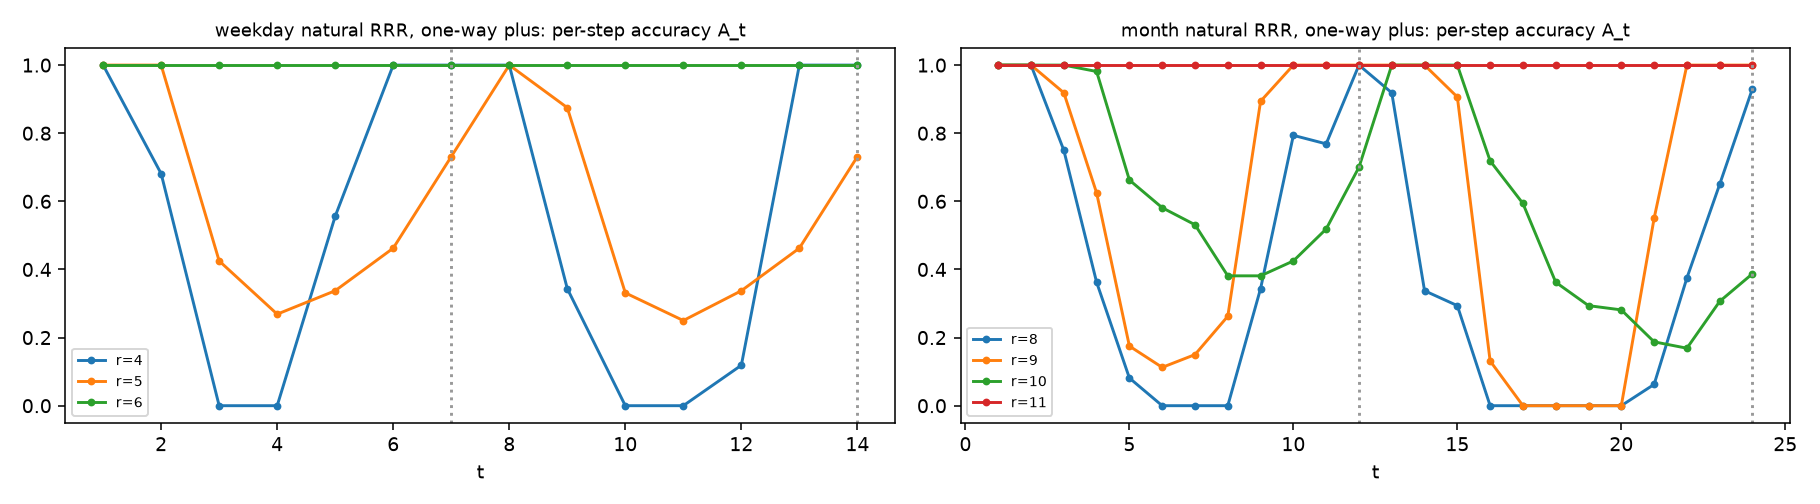 weekday natural RRR, one-way plus: per-step accuracy A_t
1.0
0.8
0.6
0.4
0.2
0.0
r=4
r=5
r=6
2 4 6 8 10 12 14
t
month natural RRR, one-way plus: per-step accuracy A_t
1.0
0.8
0.6
0.4
0.2
0.0
r=8
r=9
r=10
r=11
0 5 10 15 20 25
t